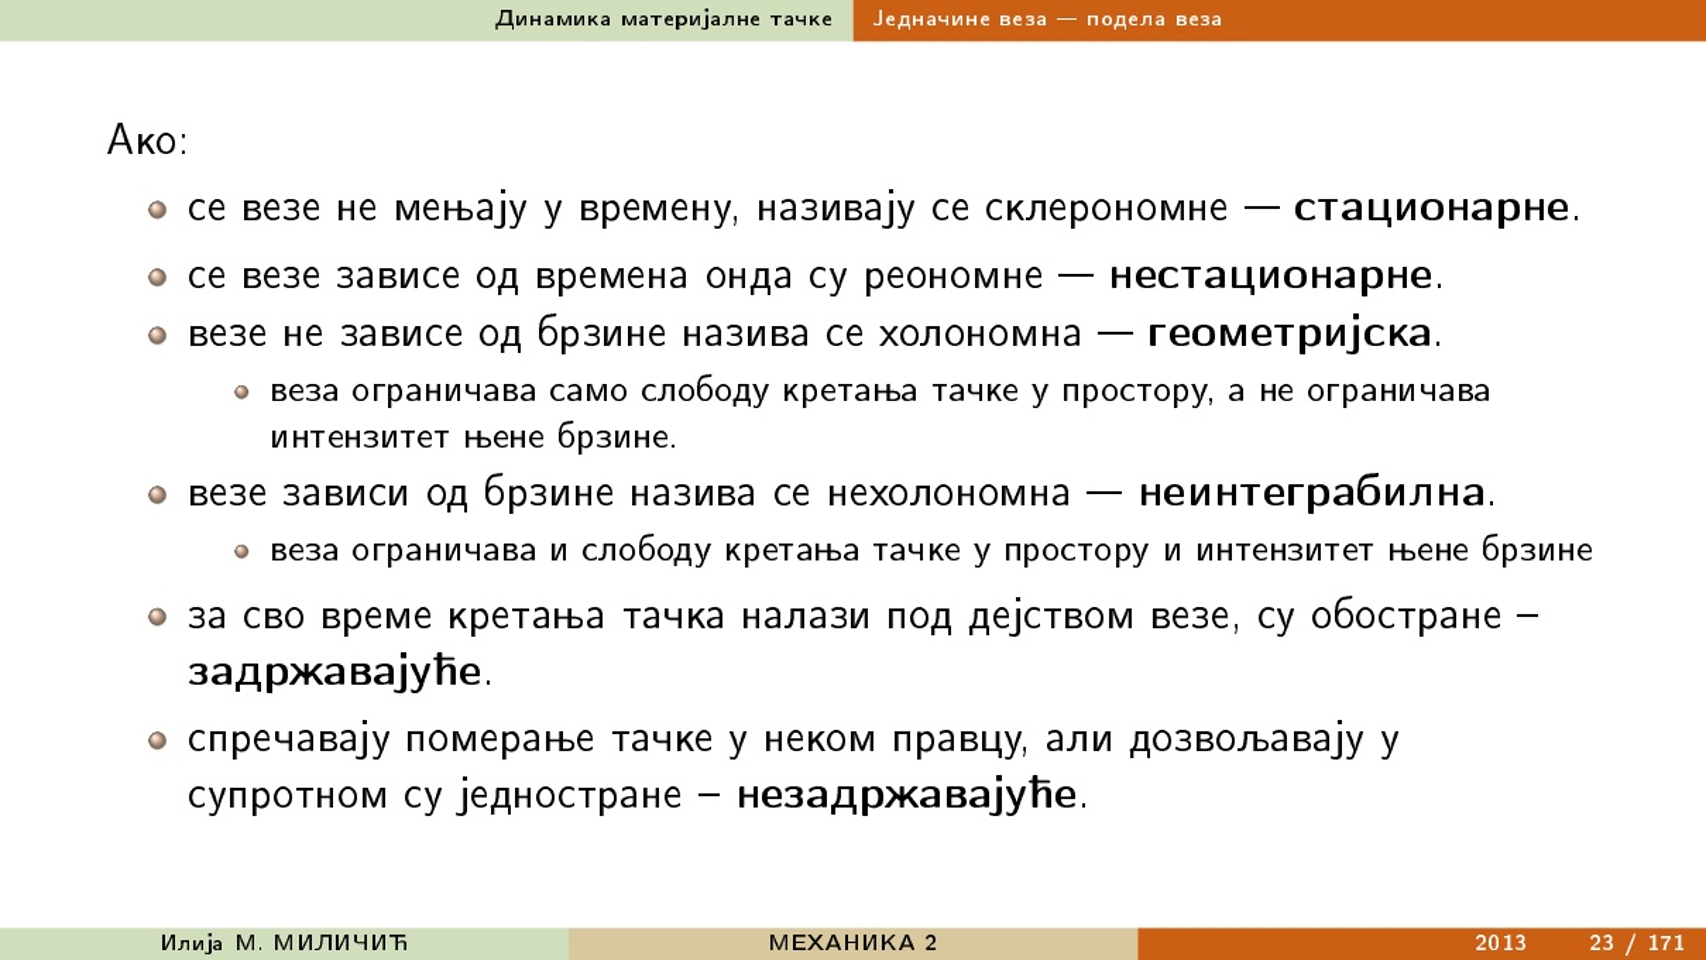 Динамика материјалне тачке Једначине веза — подела веза
Ако:
се везе не мењају у времену, називају се склерономне — стационарне.
се везе зависе од времена онда су реономне — нестационарне.
везе не зависе од брзине назива се холономна — геометријска.
веза ограничава само слободу кретања тачке у простору, а не ограничава
интензитет њене брзине.
везе зависи од брзине назива се нехолономна — неинтеграбилна.
веза ограничава и слободу кретања тачке у простору и интензитет њене брзине
за сво време кретања тачка налази под дејством везе, су обостране –
задржавајуће.
спречавају померање тачке у неком правцу, али дозвољавају у
супротном су једностране – незадржавајуће.
Илија М. МИЛИЧИЋ МЕХАНИКА 2 2013 23 / 171